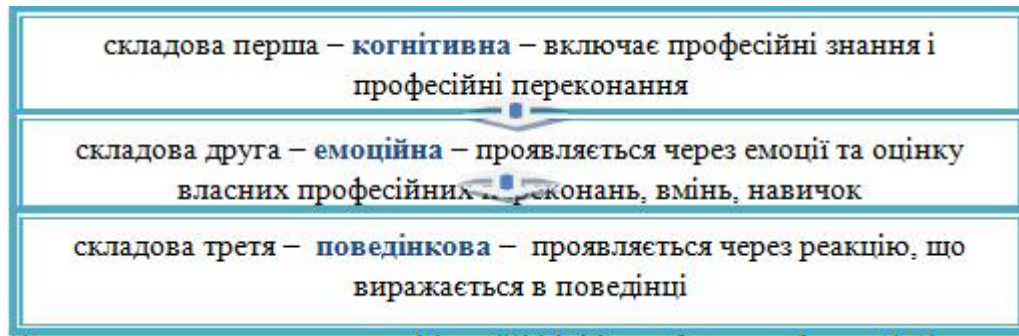 складова перша – когнітивна – включає професійні знання і
професійні переконання
складова друга – емоційна – проявляється через емоції та оцінку
власних професійних переконань, вмінь, навичок
складова третя – поведінкова – проявляється через реакцію, що
виражається в поведінці